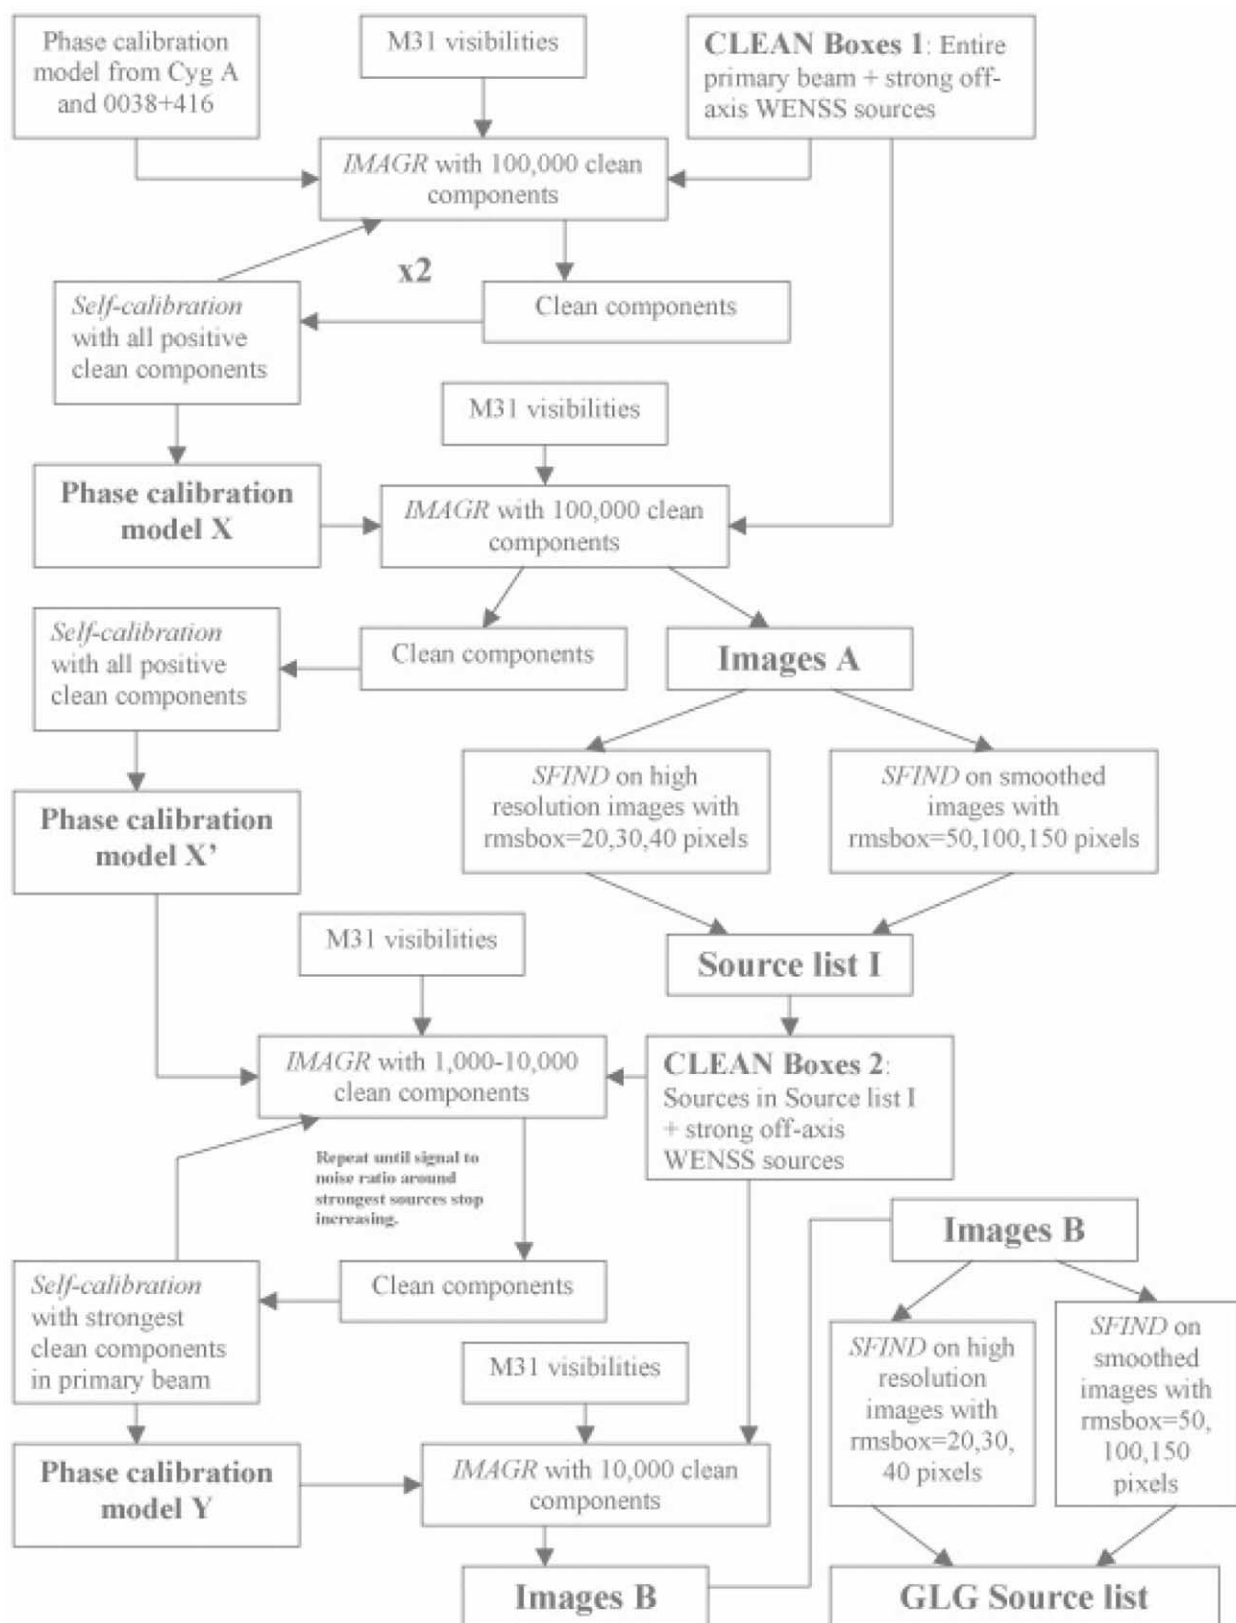 Phase calibration
model from Cyg A
and 0038+416
M31 visibilities
CLEAN Boxes 1: Entire
primary beam + strong off-
axis WENSS sources
IMAGR with 100,000 clean
components
x2
Self-calibration
with all positive
clean components
Clean components
M31 visibilities
Phase calibration
model X
IMAGR with 100,000 clean
components
Self-calibration
with all positive
clean components
Clean components
Images A
SFIND on high
resolution images with
rmsbox=20,30,40 pixels
SFIND on smoothed
images with
rmsbox=50,100,150 pixels
Phase calibration
model X’
M31 visibilities
Source list I
IMAGR with 1,000-10,000
clean components
CLEAN Boxes 2:
Sources in Source list I
+ strong off-axis
WENSS sources
Repeat until signal to
noise ratio around
strongest sources stop
increasing.
Images B
Self-calibration
with strongest
clean components
in primary beam
Clean components
SFIND on high
resolution
images with
rmsbox=20,30,
40 pixels
SFIND on
smoothed
images with
rmsbox=50,
100,150
pixels
M31 visibilities
Phase calibration
model Y
IMAGR with 10,000 clean
components
Images B
GLG Source list